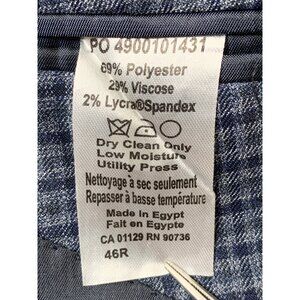 PO 4900101431
69% Polyester
29% Viscose
2% Lycra®Spandex
Dry Clean Only
Low Moisture
Utility Press
Nettoyage à sec seulement
Repasser à basse température
Made in Egypt
Fait en Egypte
CA 01129 RN 90736
46R